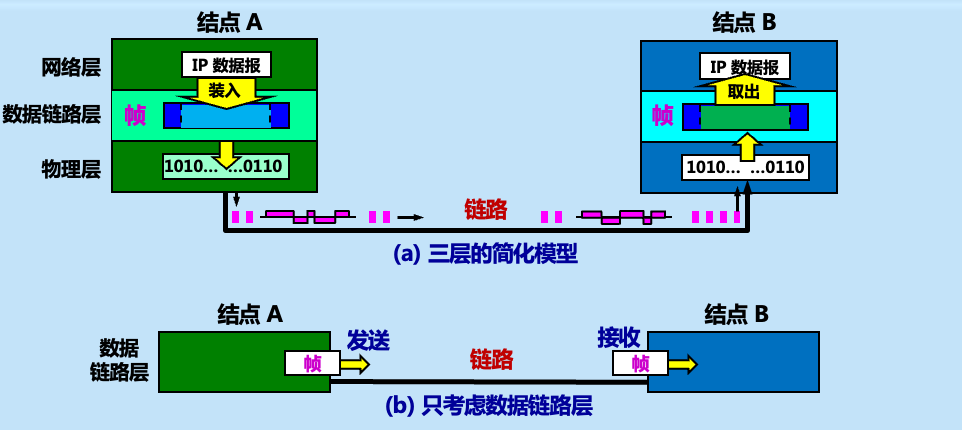 结点 A
结点 B
网络层
IP 数据报
IP 数据报
装入
取出
数据链路层
帧
帧
物理层
1010... ...0110
1010... ...0110
链路
(a) 三层的简化模型
结点 A
结点 B
数据
链路层
发送
接收
帧
链路
帧
(b) 只考虑数据链路层